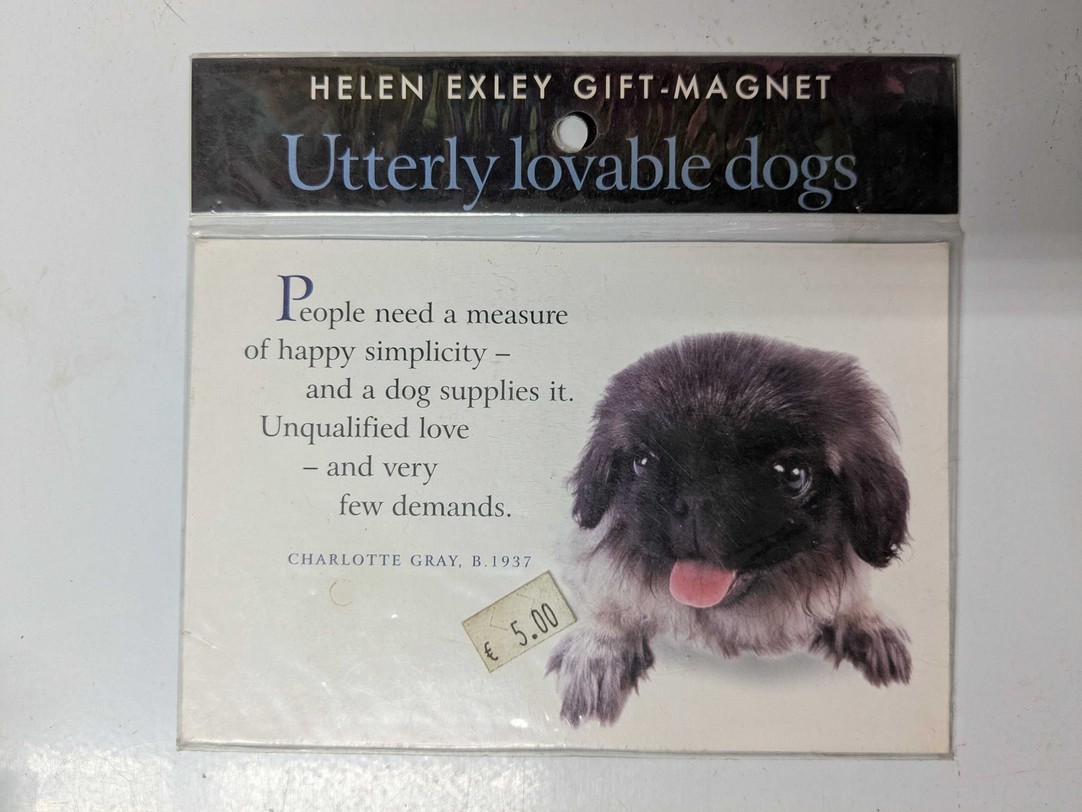 HELEN EXLEY GIFT-MAGNET
Utterly lovable dogs
People need a measure
of happy simplicity –
and a dog supplies it.
Unqualified love
– and very
few demands.
CHARLOTTE GRAY, B.1937
€ 5.00